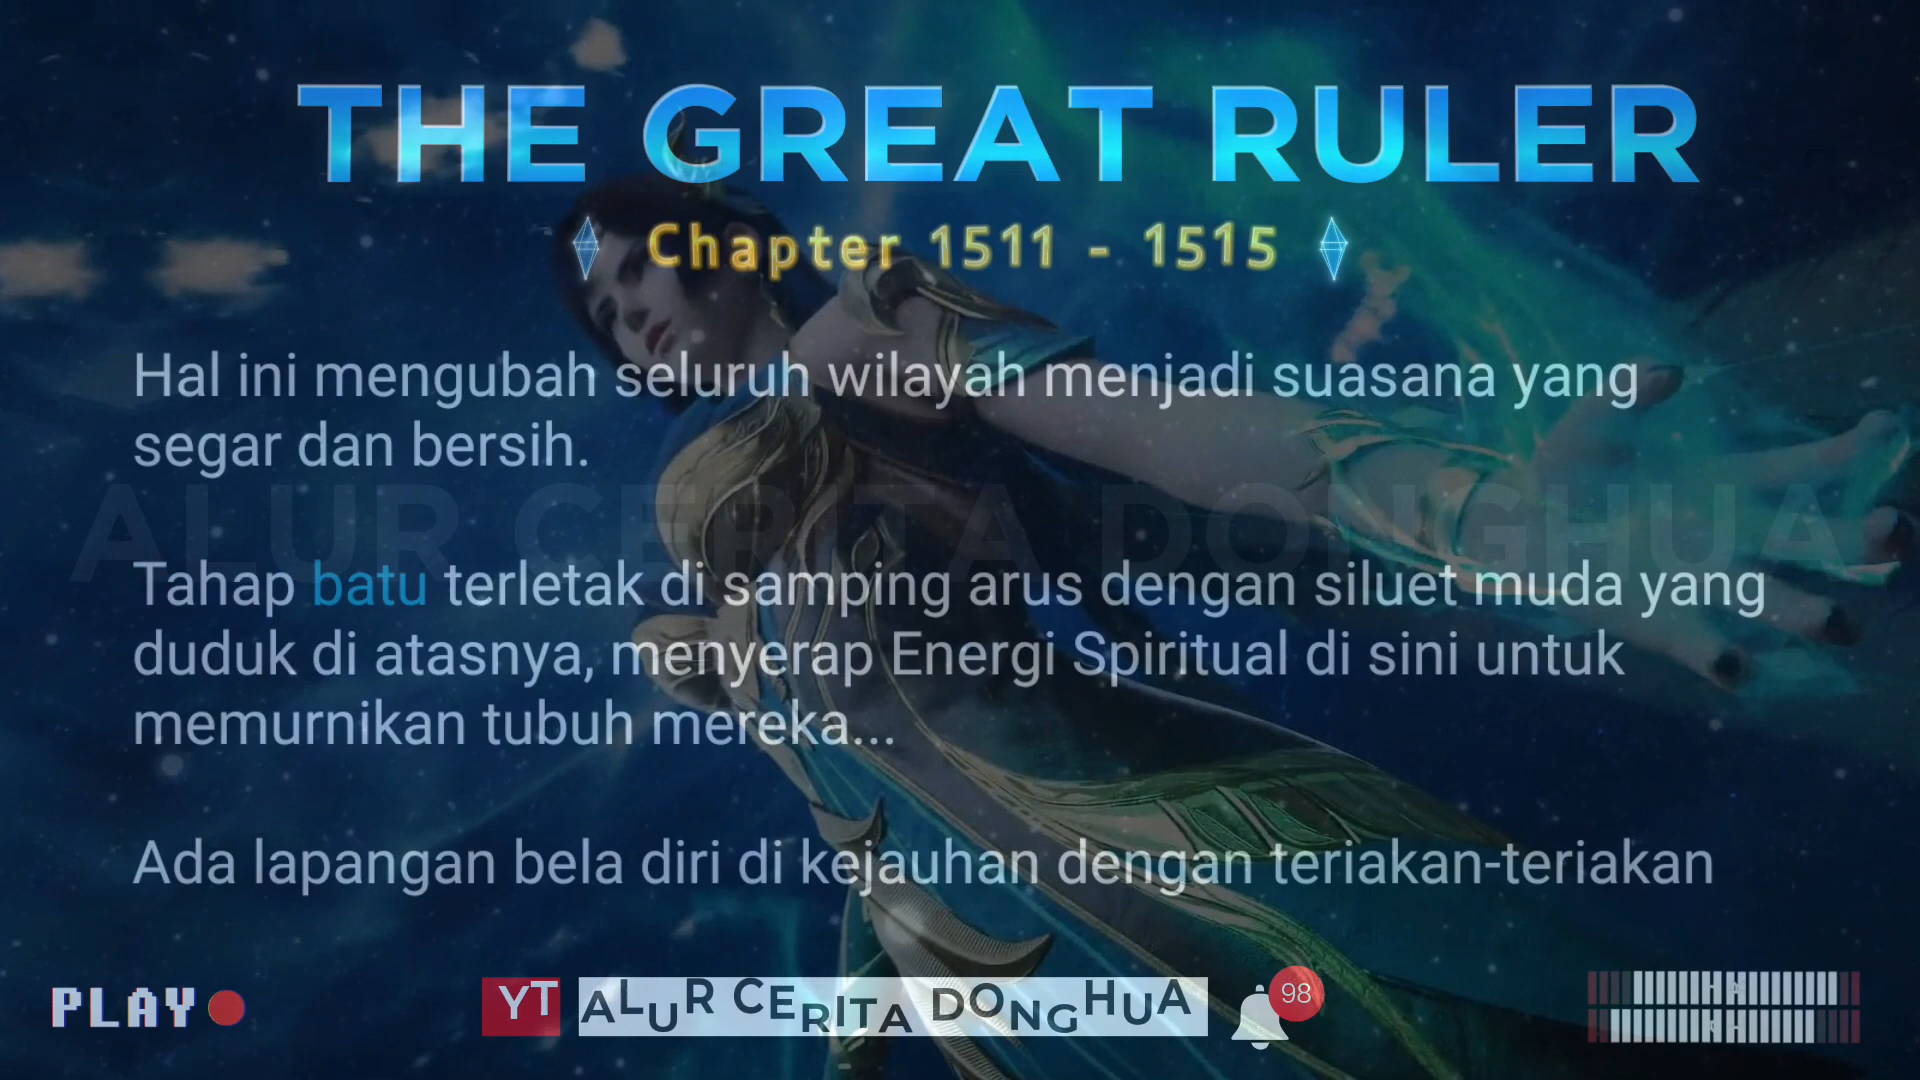 THE GREAT RULER
Chapter 1511 - 1515
Hal ini mengubah seluruh wilayah menjadi suasana yang
segar dan bersih.
ALUR CERITA DONGHUA
Tahap batu terletak di samping arus dengan siluet muda yang
duduk di atasnya, menyerap Energi Spiritual di sini untuk
memurnikan tubuh mereka...
Ada lapangan bela diri di kejauhan dengan teriakan-teriakan
PLAY
YT ALUR CERITA DONGHUA
98